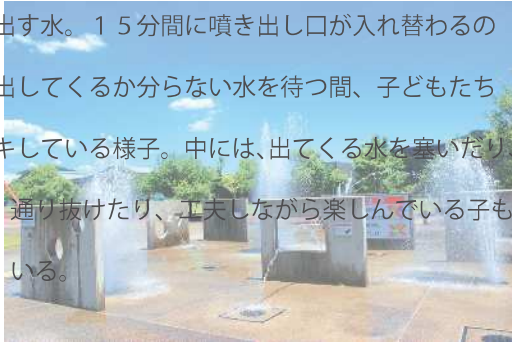 出す水。１５分間に噴き出し口が入れ替わるの
出してくるか分らない水を待つ間、子どもたち
キしている様子。中には、出てくる水を塞いだり、
通り抜けたり、工夫しながら楽しんでいる子も
いる。